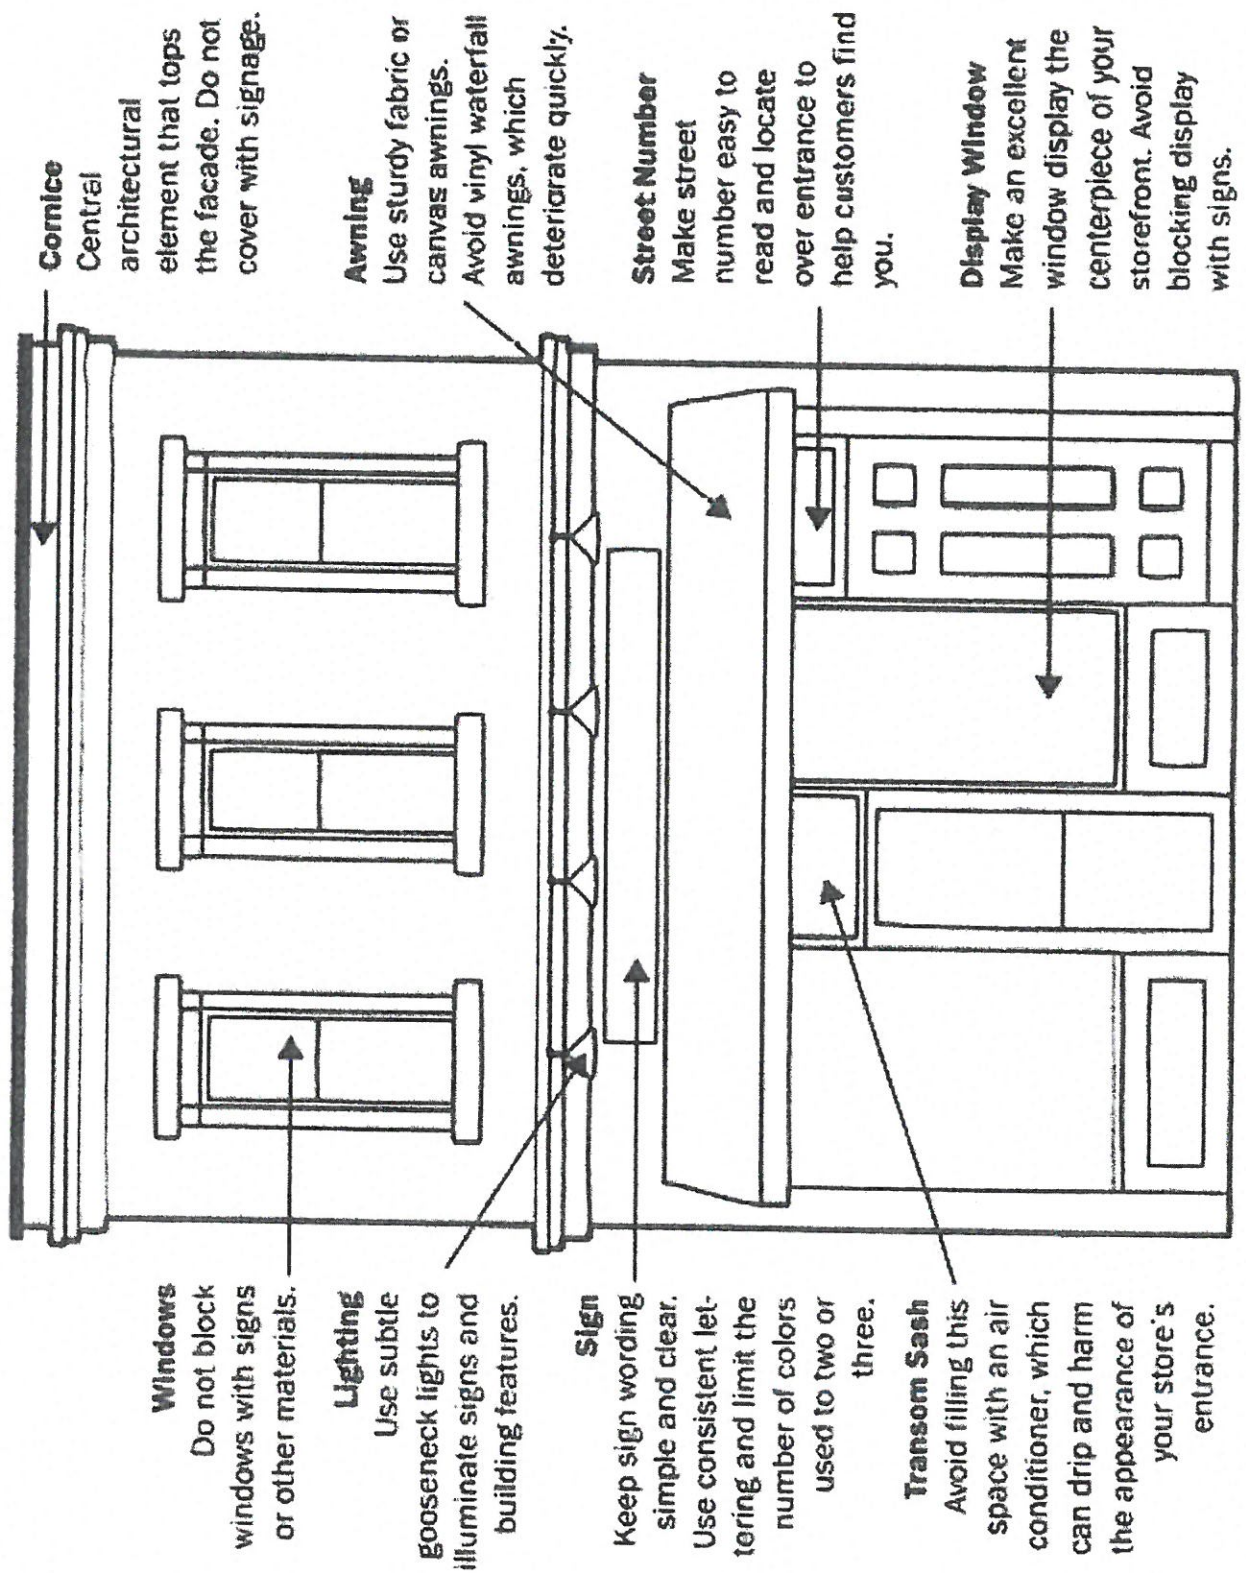 Windows
Do not block
windows with signs
or other materials.
Lighting
Use subtle
gooseneck lights to
illuminate signs and
building features.
Sign
Keep sign wording
simple and clear.
Use consistent let-
tering and limit the
number of colors
used to two or
three.
Transom Sash
Avoid filling this
space with an air
conditioner, which
can drip and harm
the appearance of
your store's
entrance.
Cornice
Central
architectural
element that tops
the facade. Do not
cover with signage.
Awning
Use sturdy fabric or
canvas awnings.
Avoid vinyl waterfall
awnings, which
deteriorate quickly.
Street Number
Make street
number easy to
read and locate
over entrance to
help customers find
you.
Display Window
Make an excellent
window display the
centerpiece of your
storefront. Avoid
blocking display
with signs.